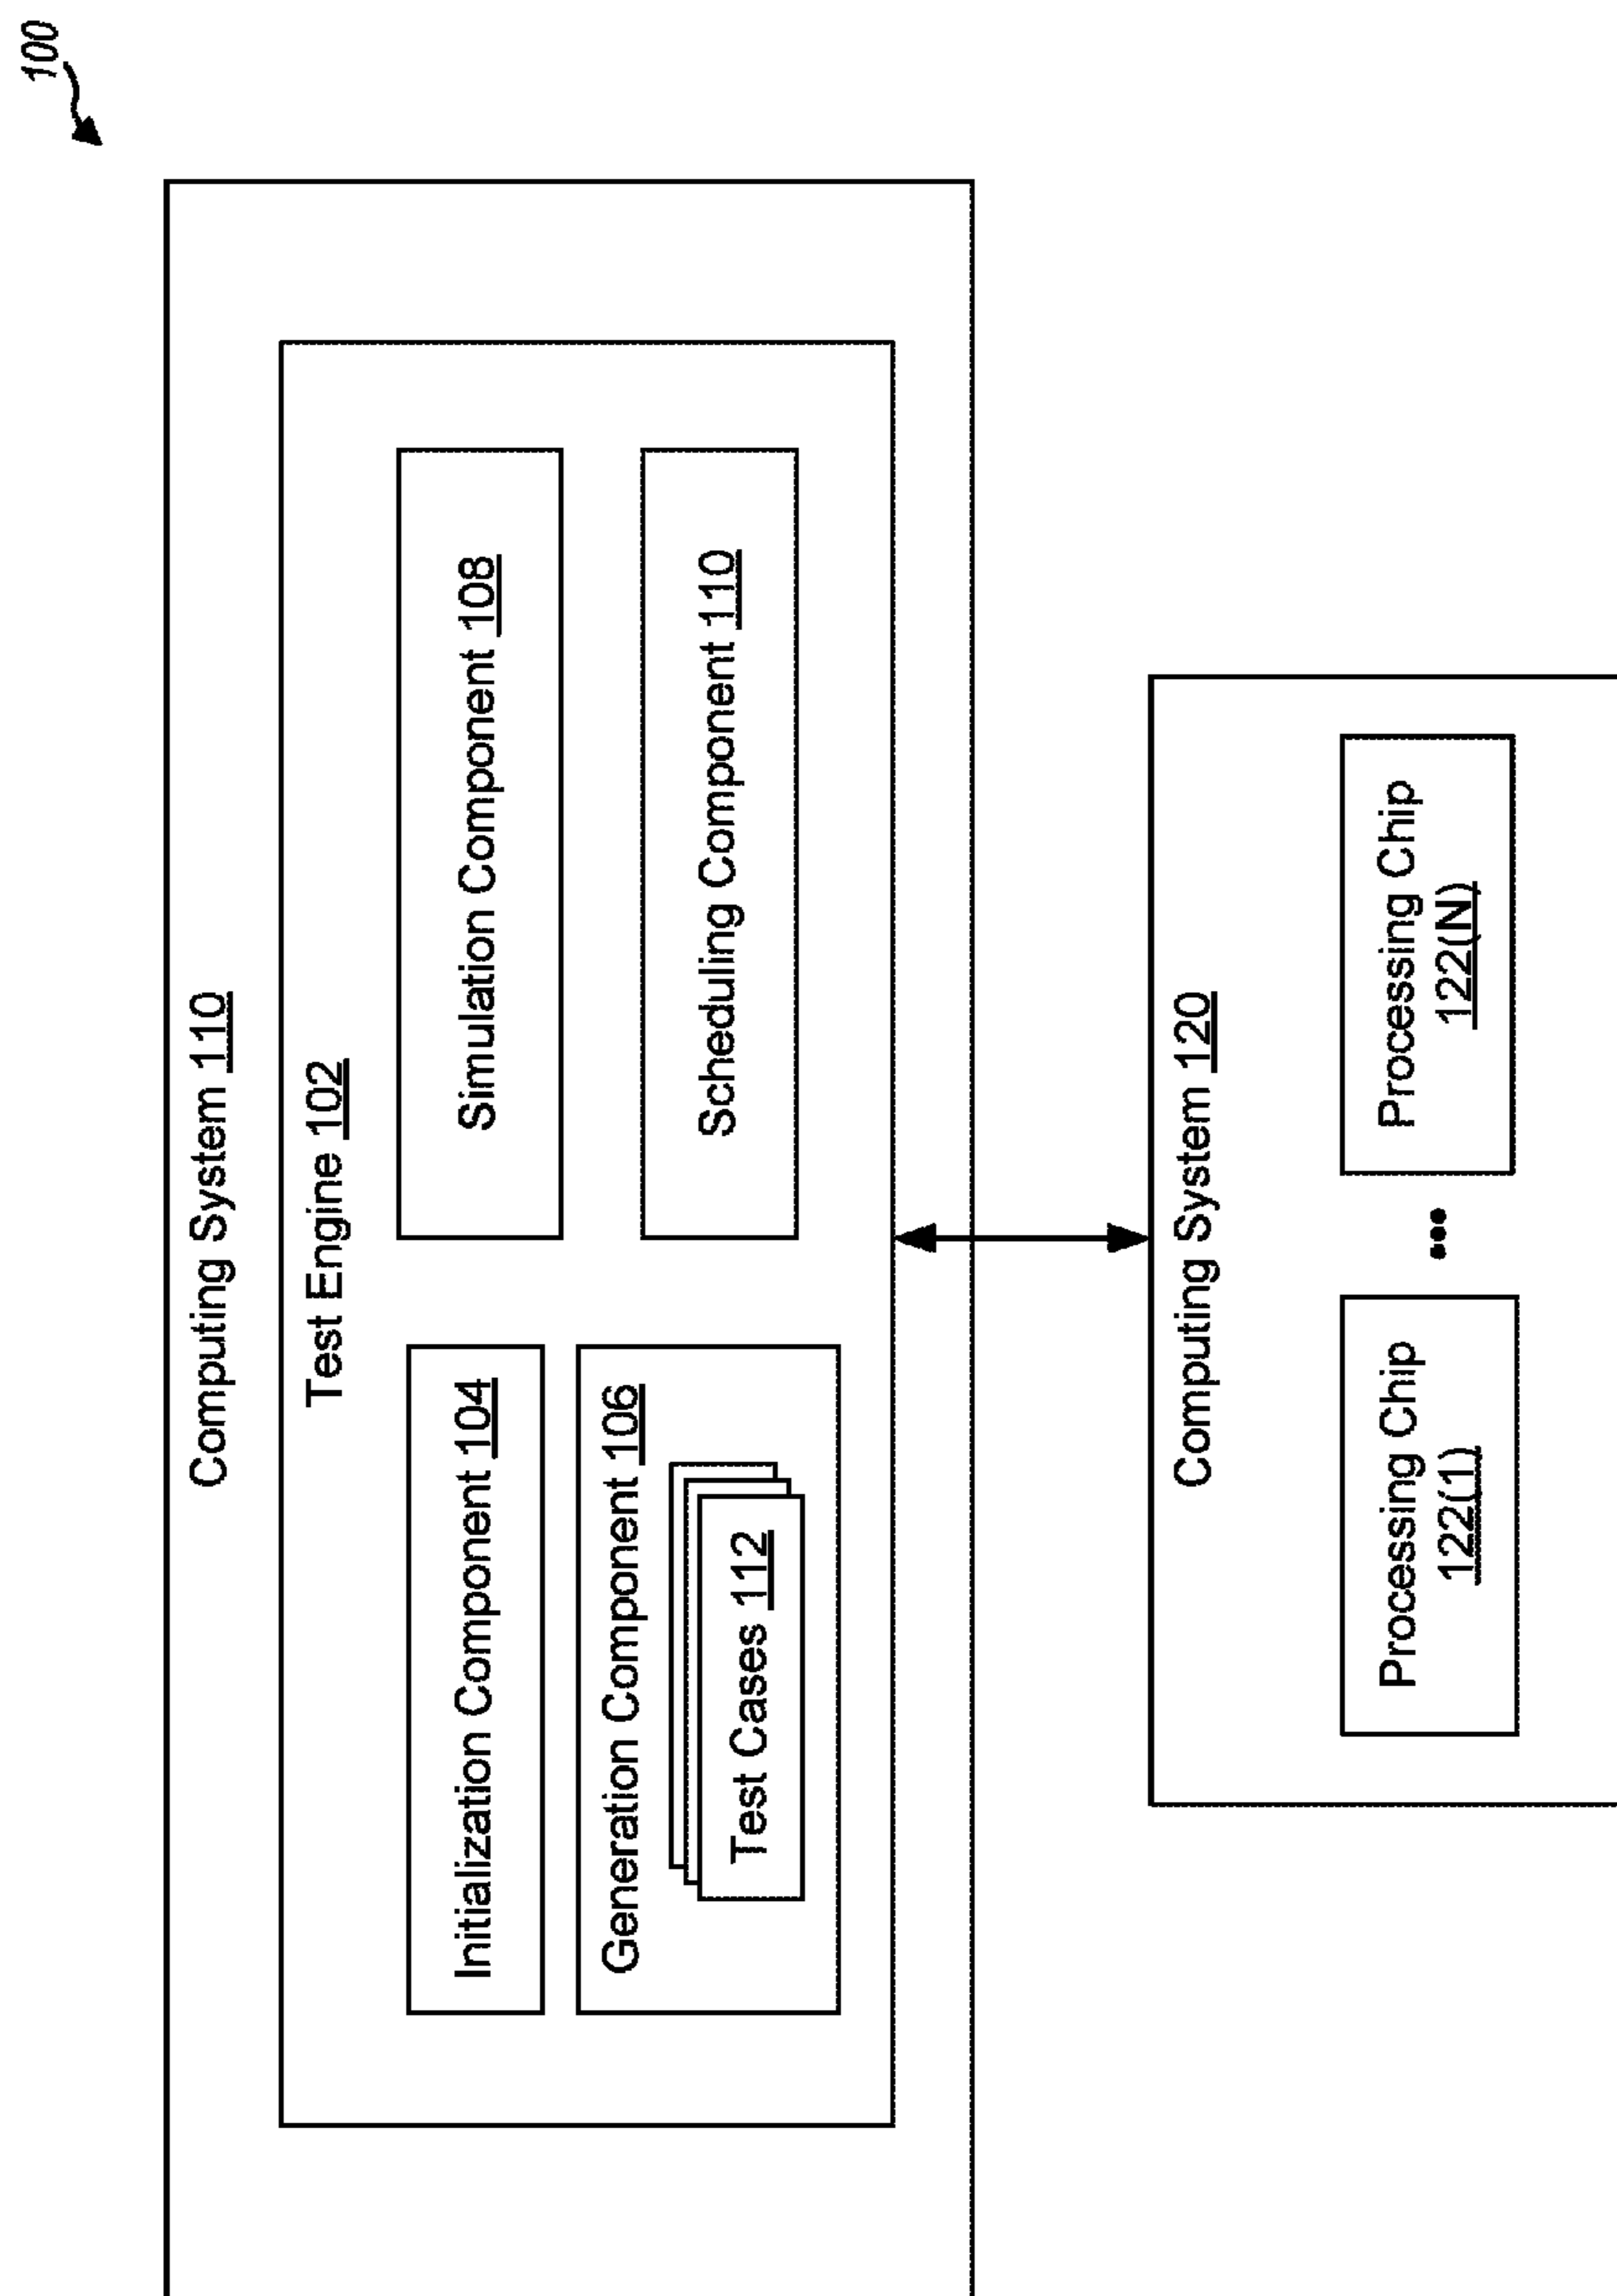 100
Computing System 110
Test Engine 102
Initialization Component 104
Generation Component 106
Test Cases 112
Simulation Component 108
Scheduling Component 110
Computing System 120
Processing Chip
122(1)
•••
Processing Chip
122(N)